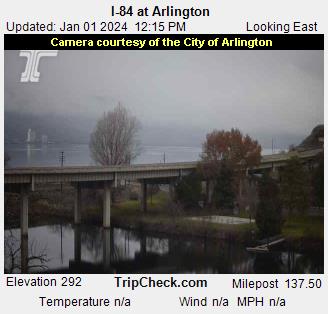 I-84 at Arlington
Updated: Jan 01 2024 12:15 PM Looking East
Camera courtesy of the City of Arlington
Elevation 292 TripCheck.com Milepost 137.50
Temperature n/a Wind n/a MPH n/a